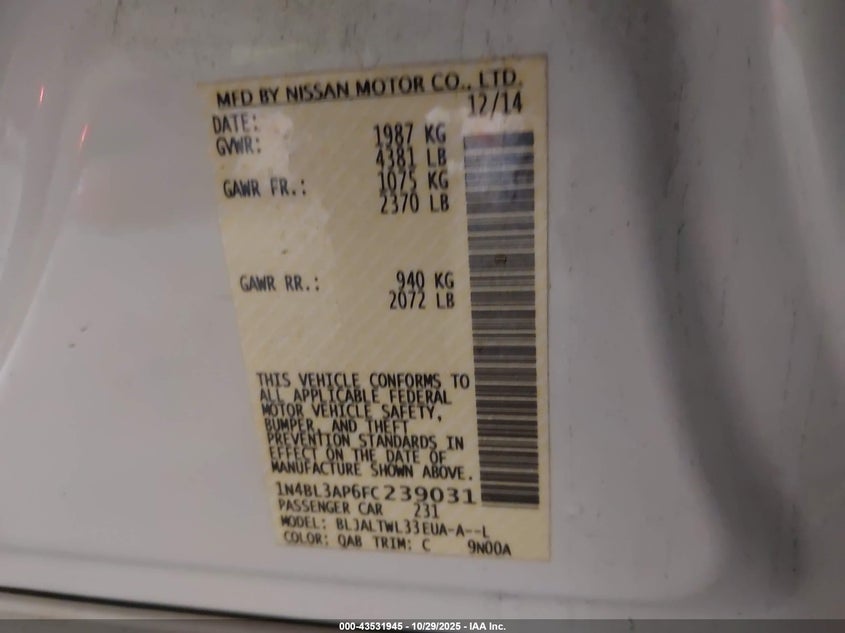 MFD BY NISSAN MOTOR CO., LTD.
DATE: 12/14
GVWR: 1987 KG
4381 LB
GAWR FR.: 1075 KG
2370 LB
GAWR RR.: 940 KG
2072 LB
THIS VEHICLE CONFORMS TO
ALL APPLICABLE FEDERAL
MOTOR VEHICLE SAFETY,
BUMPER, AND THEFT
PREVENTION STANDARDS IN
EFFECT ON THE DATE OF
MANUFACTURE SHOWN ABOVE.
1N4BL3AP6FC239031
PASSENGER CAR 231
MODEL: BLJALTWL33EUA-A--L
COLOR: QAB TRIM: C 9N00A
000-43531945 - 10/29/2025 - IAA Inc.